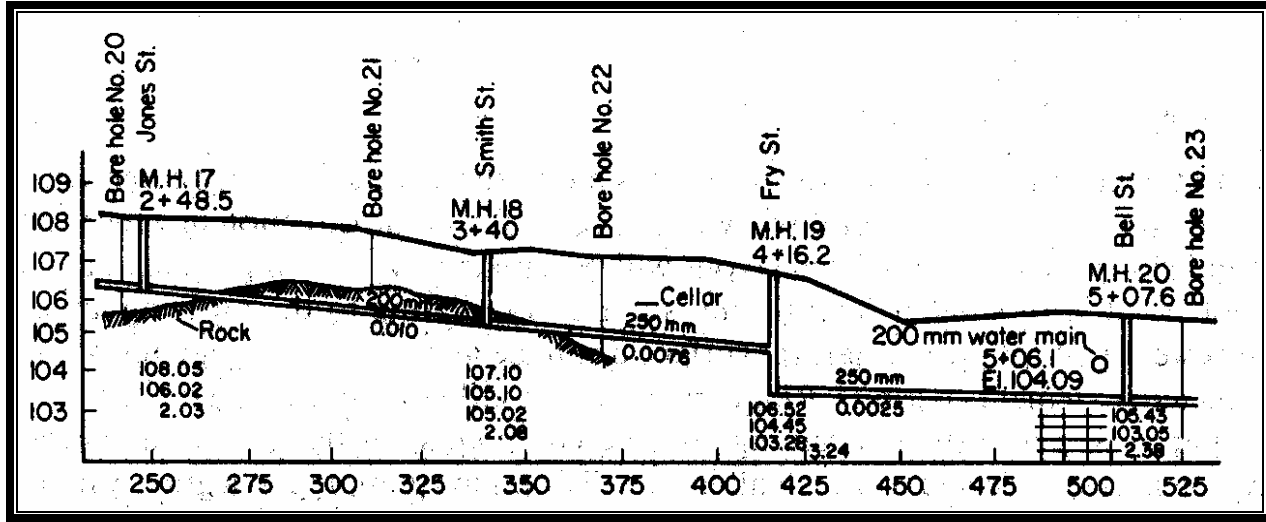 Bore hole No. 20
Jones St.
Bore hole No. 21
Smith St.
Bore hole No. 22
Fry St.
Bell St.
Bore hole No. 23
109
108
107
106
105
104
103
M.H. 17
2+48.5
M.H. 18
3+40
M.H. 19
4+16.2
M.H. 20
5+07.6
Rock
200mm
0.010
Cellar
250 mm
0.0076
200 mm water main
5+06.1
El. 104.09
250 mm
0.0025
108.05
106.02
2.03
107.10
105.10
105.02
2.08
106.52
104.45
103.28
3.24
105.43
103.05
2.38
250 275 300 325 350 375 400 425 450 475 500 525